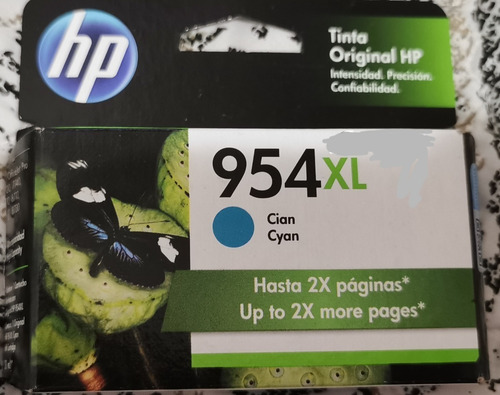 hp
Tinta
Original HP
Intensidad. Precisión.
Confiabilidad.
954XL
Cian
Cyan
Hasta 2X páginas*
Up to 2X more pages*